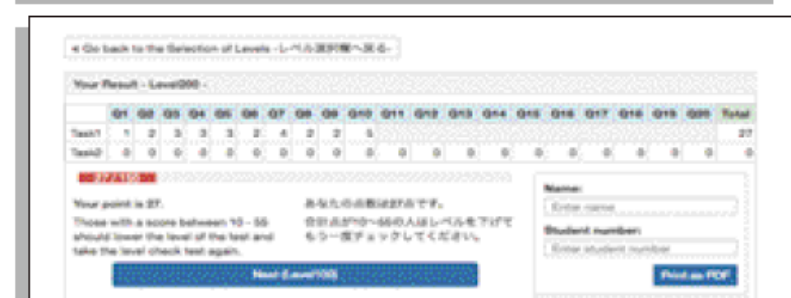 « Go back to the Selection of Levels -レベル選択欄へ戻る-
Your Result - Level200 -
Q1 Q2 Q3 Q4 Q5 Q6 Q7 Q8 Q9 Q10 Q11 Q12 Q13 Q14 Q15 Q16 Q17 Q18 Q19 Q20 Total
Task1 1 2 3 3 3 2 4 2 2 5 27
Task2 0 0 0 0 0 0 0 0 0 0 0 0 0 0 0 0 0 0 0 0 0
27/150
Your point is 27.
Those with a score between 10 - 55
should lower the level of the test and
take the level check test again.
あなたの点数は27点です。
合計点が10~55の人はレベルを下げて
もう一度チェックしてください。
Next (Level100)
Name:
Enter name
Student number:
Enter student number
Print as PDF